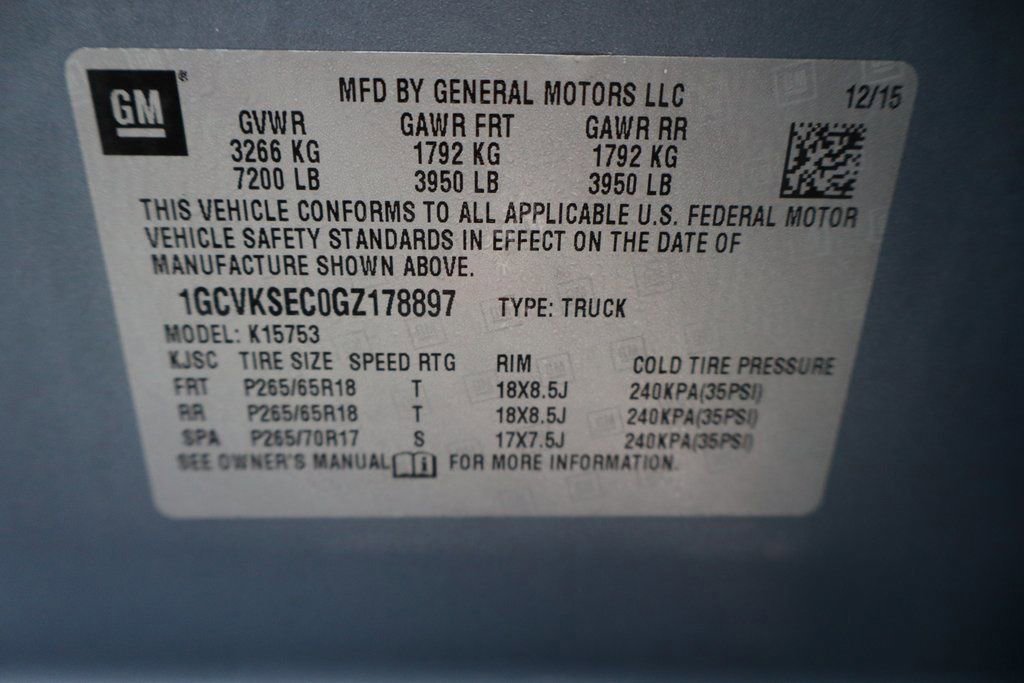 GM®
MFD BY GENERAL MOTORS LLC 12/15
GVWR GAWR FRT GAWR RR
3266 KG 1792 KG 1792 KG
7200 LB 3950 LB 3950 LB
THIS VEHICLE CONFORMS TO ALL APPLICABLE U.S. FEDERAL MOTOR
VEHICLE SAFETY STANDARDS IN EFFECT ON THE DATE OF
MANUFACTURE SHOWN ABOVE.
1GCVKSEC0GZ178897 TYPE: TRUCK
MODEL: K15753
KJSC TIRE SIZE SPEED RTG RIM COLD TIRE PRESSURE
FRT P265/65R18 T 18X8.5J 240KPA(35PSI)
RR P265/65R18 T 18X8.5J 240KPA(35PSI)
SPA P265/70R17 S 17X7.5J 240KPA(35PSI)
SEE OWNER'S MANUAL FOR MORE INFORMATION.